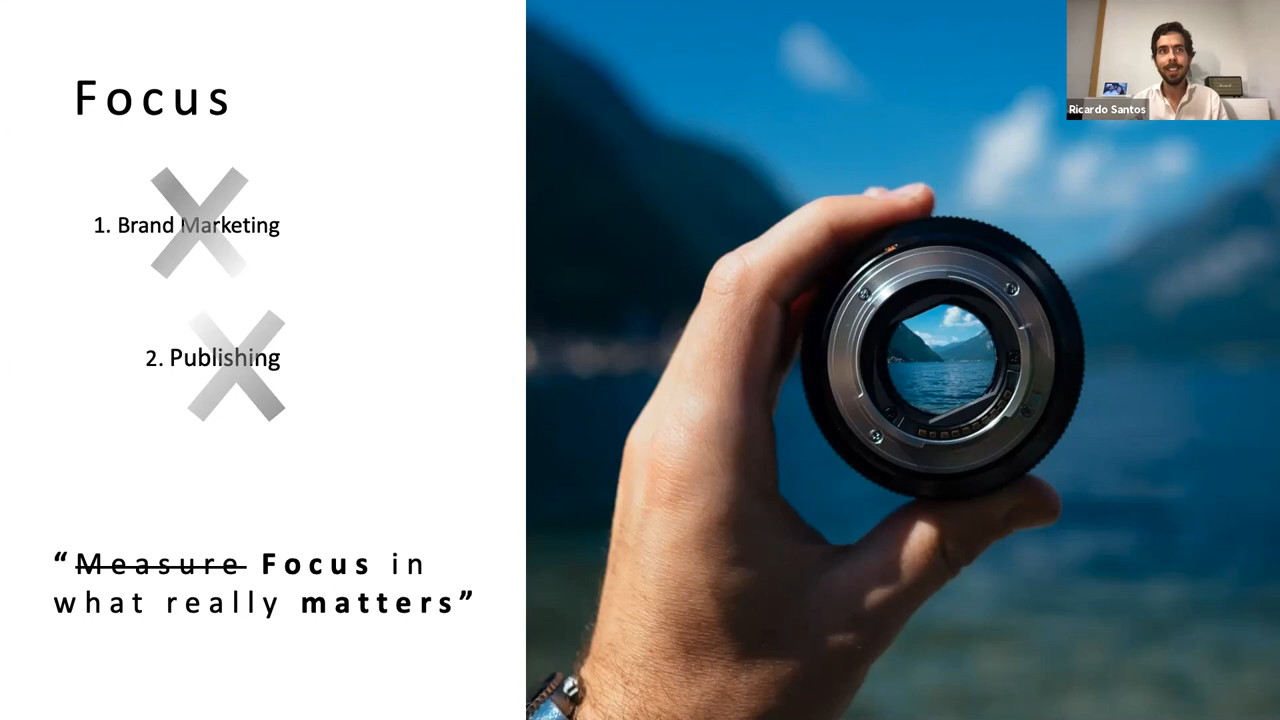 Focus
1. Brand Marketing
2. Publishing
“Measure Focus in
what really matters”
Ricardo Santos